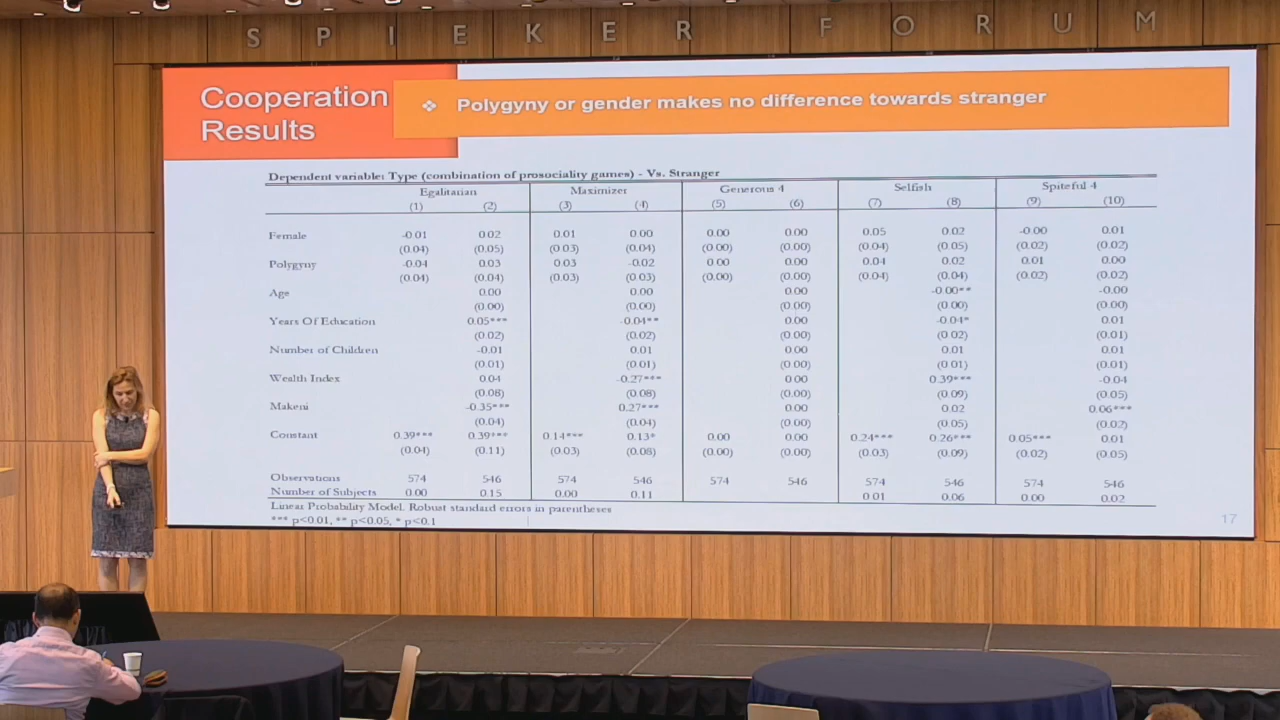 SPIEKER FORUM
Cooperation
Results
❖ Polygyny or gender makes no difference towards stranger
Dependent variable: Type (combination of prosociality games) - Vs. Stranger
Egalitarian Maximizer Generous 4 Selfish Spiteful 4
(1) (2) (3) (4) (5) (6) (7) (8) (9) (10)
Female -0.01 0.02 0.01 0.00 0.00 0.00 0.05 0.02 -0.00 0.01
(0.04) (0.05) (0.03) (0.04) (0.00) (0.00) (0.04) (0.05) (0.02) (0.02)
Polygyny -0.04 0.03 0.03 -0.02 0.00 0.00 0.04 0.02 0.01 0.00
(0.04) (0.04) (0.03) (0.03) (0.00) (0.00) (0.04) (0.04) (0.02) (0.02)
Age 0.00 0.00 0.00 -0.00** -0.00
(0.00) (0.00) (0.00) (0.00) (0.00)
Years Of Education 0.05*** -0.04** 0.00 -0.04* 0.01
(0.02) (0.02) (0.00) (0.02) (0.01)
Number of Children -0.01 0.01 0.00 0.01 0.01
(0.01) (0.01) (0.00) (0.01) (0.01)
Wealth Index 0.04 -0.27*** 0.00 0.39*** -0.04
(0.08) (0.08) (0.00) (0.09) (0.05)
Makeni -0.35*** 0.27*** 0.00 0.02 0.06***
(0.04) (0.04) (0.00) (0.05) (0.02)
Constant 0.39*** 0.39*** 0.14*** 0.13* 0.00 0.00 0.24*** 0.26*** 0.05*** 0.01
(0.04) (0.11) (0.03) (0.08) (0.00) (0.00) (0.03) (0.09) (0.02) (0.05)
Observations 574 546 574 546 574 546 574 546 574 546
Number of Subjects 0.00 0.15 0.00 0.11 0.01 0.06 0.00 0.02
Linear Probability Model. Robust standard errors in parentheses
*** p<0.01, ** p<0.05, * p<0.1
17